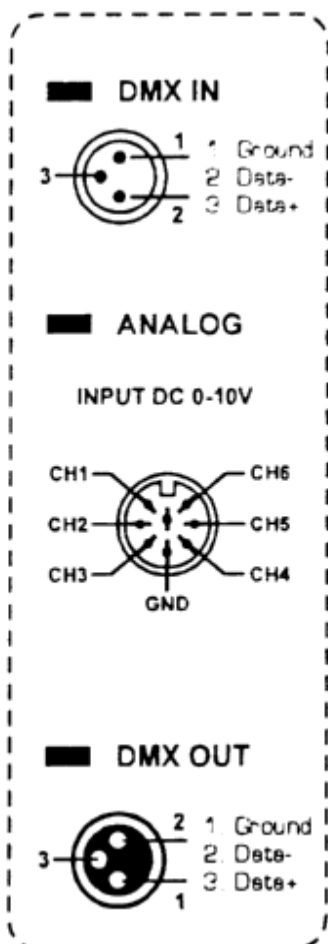 DMX IN
1 1 Ground
3 2 Data-
2 3 Data+
ANALOG
INPUT DC 0-10V
CH1 CH6
CH2 CH5
CH3 CH4
GND
DMX OUT
2 1. Ground
3 2. Data-
1 3. Data+